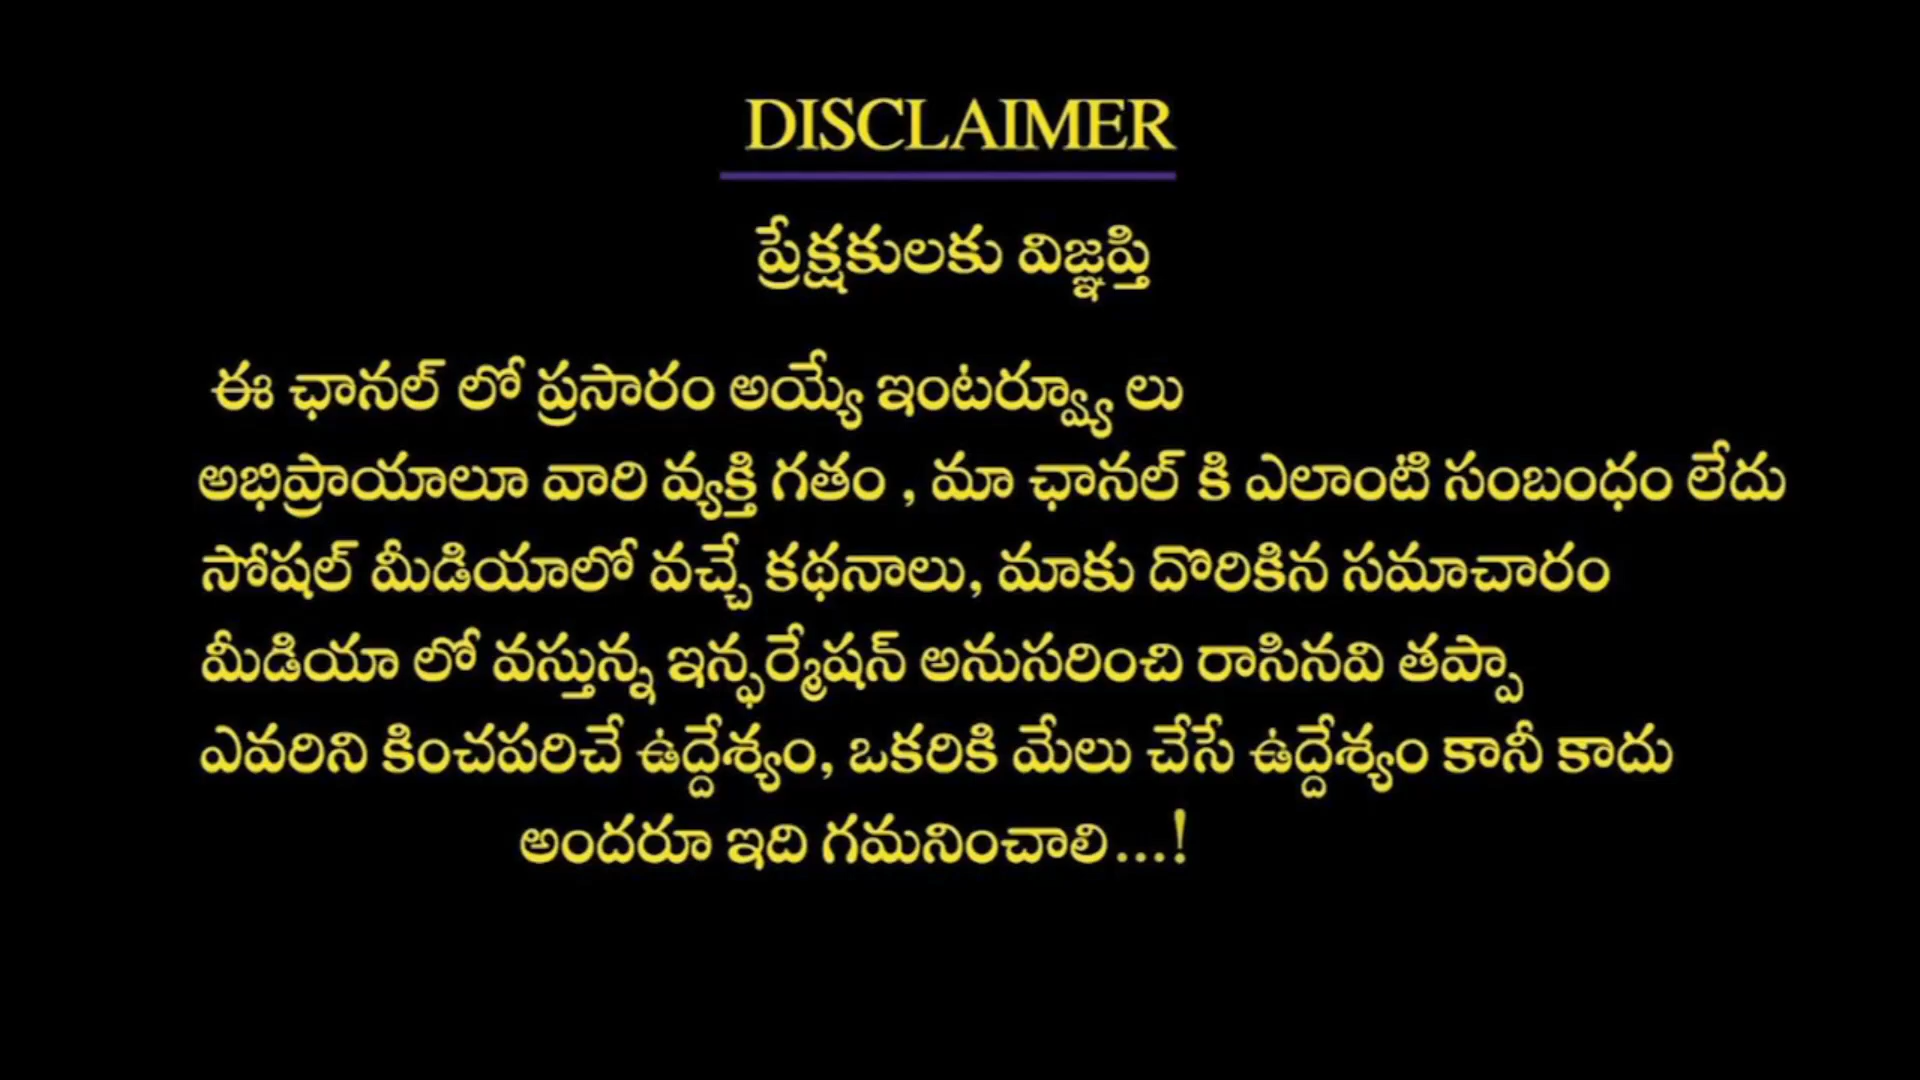 DISCLAIMER
ప్రేక్షకులకు విజ్ఞప్తి
ఈ ఛానల్ లో ప్రసారం అయ్యే ఇంటర్వ్యూ లు
అభిప్రాయాలూ వారి వ్యక్తి గతం , మా ఛానల్ కి ఎలాంటి సంబంధం లేదు
సోషల్ మీడియాలో వచ్చే కథనాలు, మాకు దొరికిన సమాచారం
మీడియా లో వస్తున్న ఇన్ఫర్మేషన్ అనుసరించి రాసినవి తప్పా
ఎవరిని కించపరిచే ఉద్దేశ్యం, ఒకరికి మేలు చేసే ఉద్దేశ్యం కానీ కాదు
అందరూ ఇది గమనించాలి...!